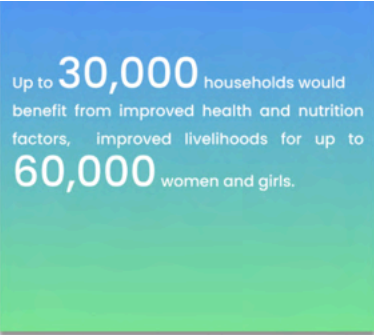 Up to 30,000 households would
benefit from improved health and nutrition
factors, improved livelihoods for up to
60,000 women and girls.